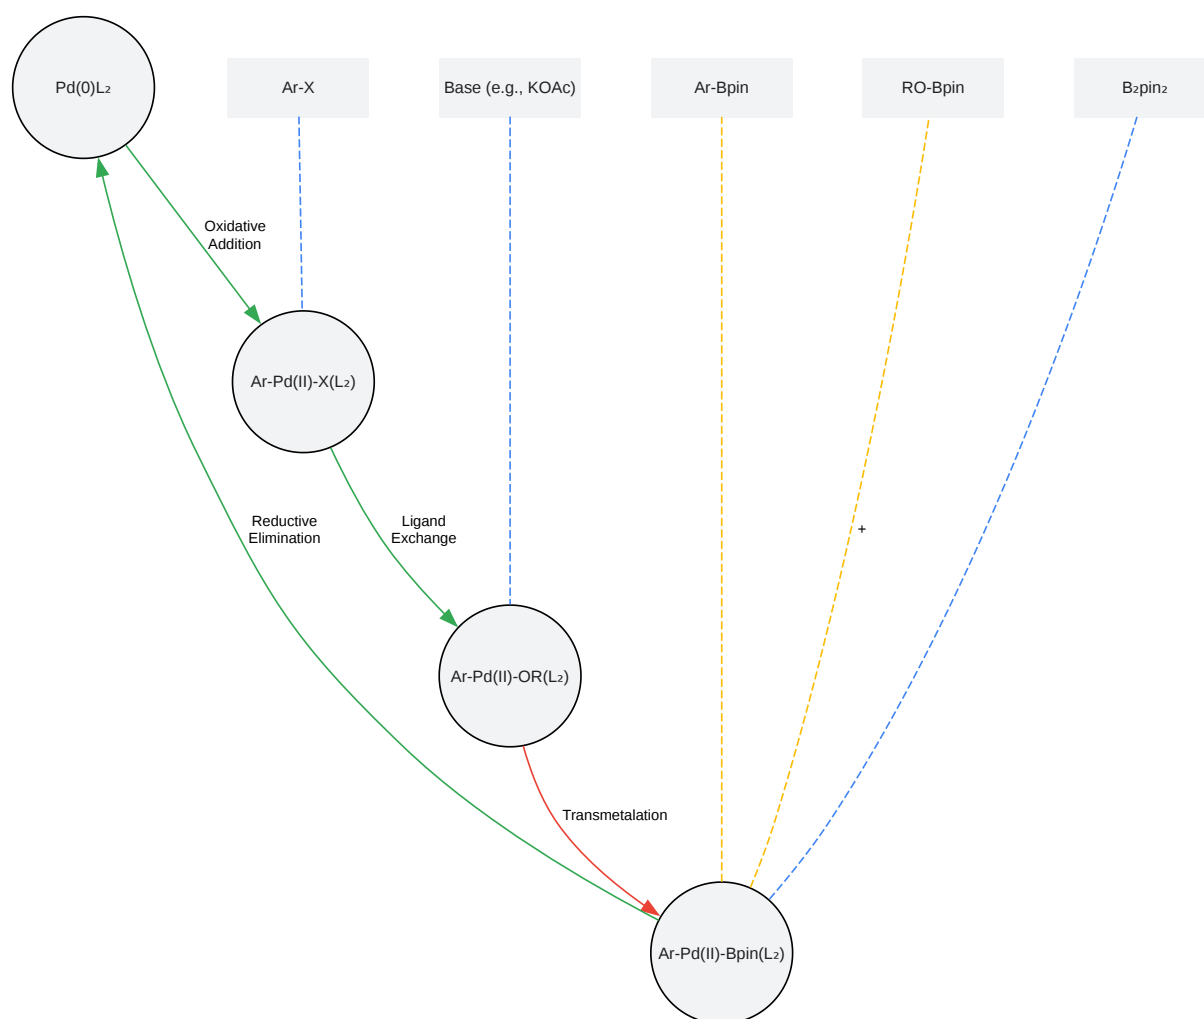 Pd(0)L₂
Ar-X
Base (e.g., KOAc)
Ar-Bpin
RO-Bpin
B₂pin₂
Oxidative
Addition
Ar-Pd(II)-X(L₂)
Reductive
Elimination
Ligand
Exchange
+
Ar-Pd(II)-OR(L₂)
Transmetalation
Ar-Pd(II)-Bpin(L₂)